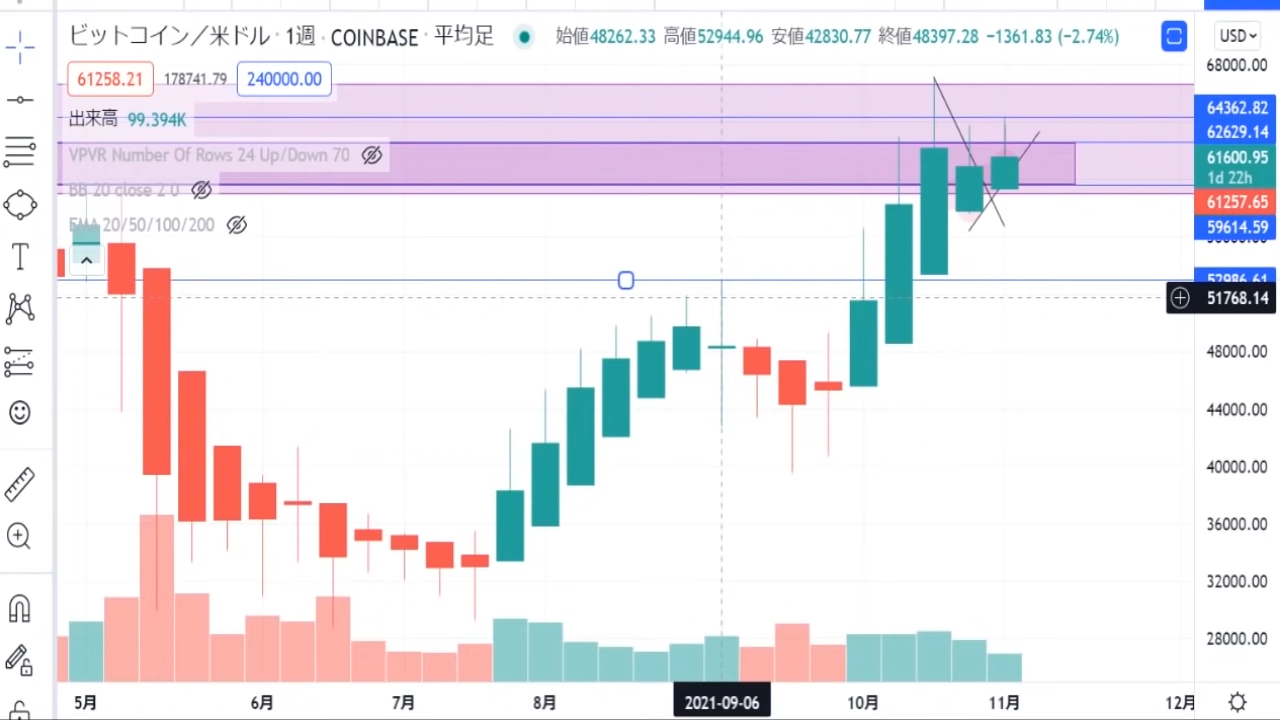 ビットコイン／米ドル · 1週 · COINBASE · 平均足 始値48262.33 高値52944.96 安値42830.77 終値48397.28 −1361.83 (−2.74%)
USD
61258.21 178741.79 240000.00
出来高 99.394K
VPVR Number Of Rows 24 Up/Down 70
BB 20 close 2 0
EMA 20/50/100/200
68000.00
64362.82
62629.14
61600.95
1d 22h
61257.65
59614.59
52986.61
51768.14
48000.00
44000.00
40000.00
36000.00
32000.00
28000.00
5月 6月 7月 8月 2021-09-06 10月 11月 12月